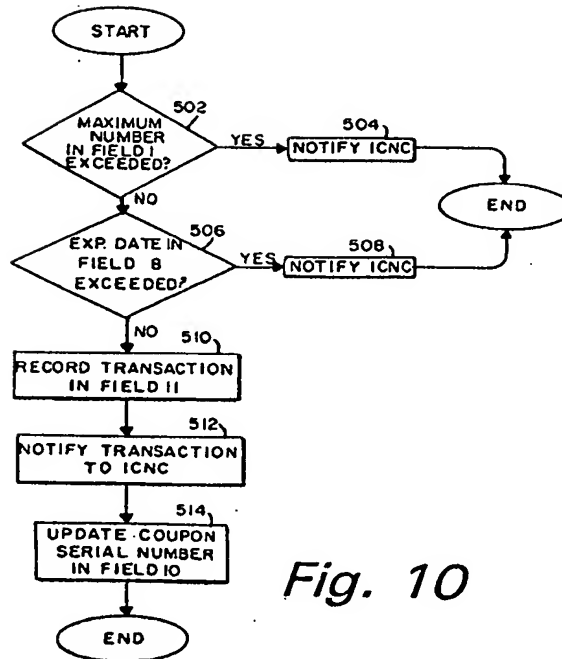 START
502
MAXIMUM
NUMBER
IN FIELD 1
EXCEEDED?
YES
504
NOTIFY ICNC
END
NO
506
EXP. DATE IN
FIELD 8
EXCEEDED?
YES
508
NOTIFY ICNC
NO
510
RECORD TRANSACTION
IN FIELD 11
512
NOTIFY TRANSACTION
TO ICNC
514
UPDATE COUPON
SERIAL NUMBER
IN FIELD 10
END
Fig. 10